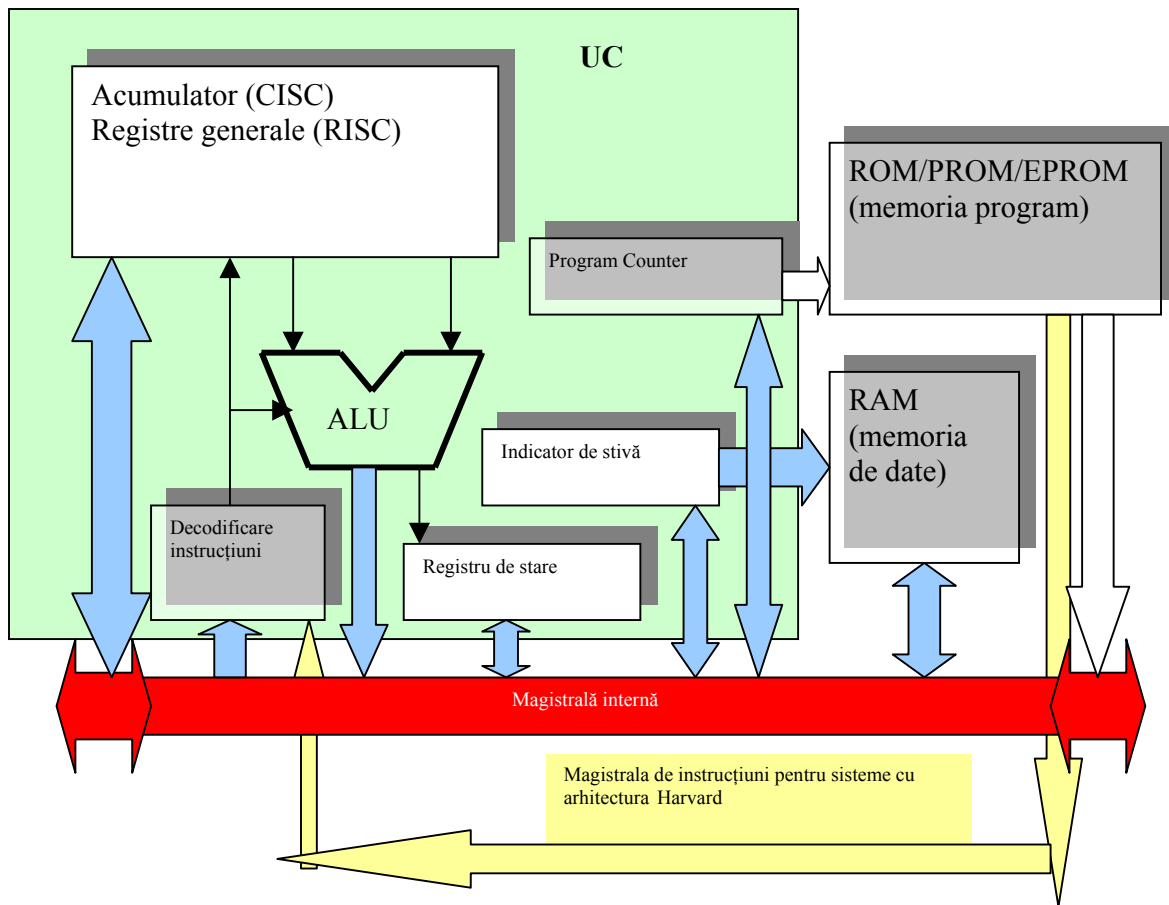 UC
Acumulator (CISC)
Registre generale (RISC)
ROM/PROM/EPROM
(memoria program)
Program Counter
RAM
(memoria
de date)
ALU
Indicator de stivă
Decodificare
instrucțiuni
Registru de stare
Magistrală internă
Magistrala de instrucțiuni pentru sisteme cu
arhitectura Harvard